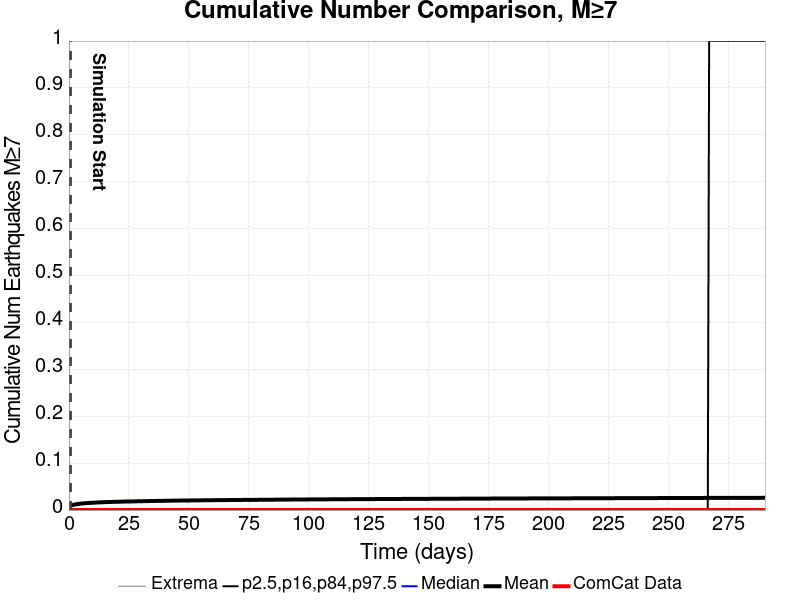 Cumulative Number Comparison, M≥7
Cumulative Num Earthquakes M≥7
1
0.9
0.8
0.7
0.6
0.5
0.4
0.3
0.2
0.1
0
Simulation Start
0 25 50 75 100 125 150 175 200 225 250 275
Time (days)
Extrema p2.5,p16,p84,p97.5 Median Mean ComCat Data